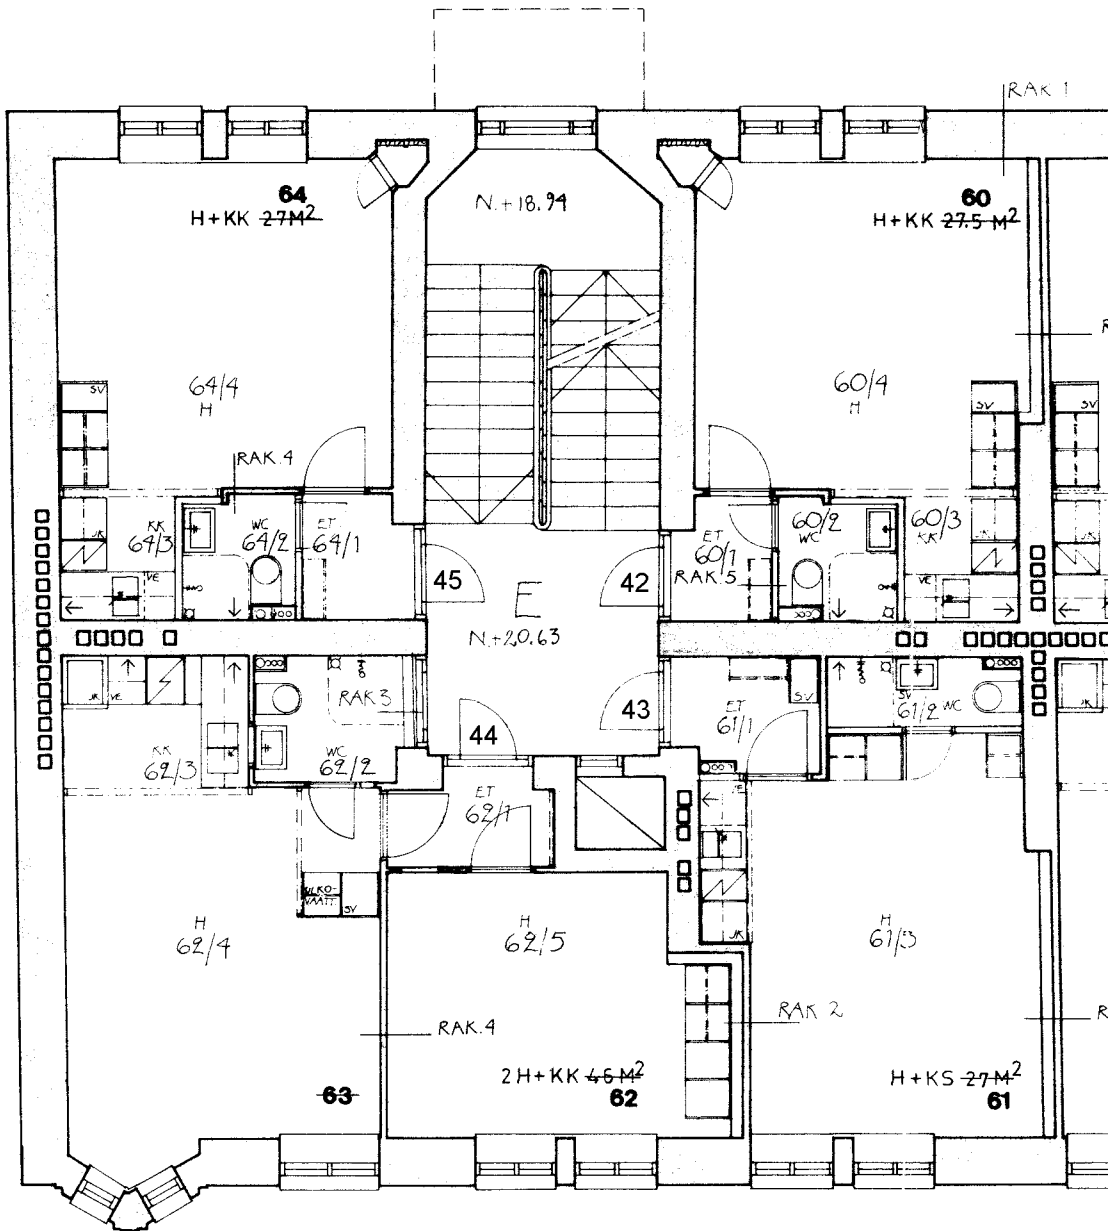 RAK 1
64
H+KK 27M²
N.+18.94
60
H+KK 27.5 M²
R
64/4
H
60/4
H
SV
SV
SV
RAK.4
KK
64/3
JK
VE
WC
64/2
ET
64/1
45
E
N.+20.63
42
ET
60/1
RAK.5
60/2
WC
60/3
KK
JK
VE
JK
JK
VE
KK
62/3
RAK 3
WC
62/2
44
43
ET
61/1
SV
SV
61/2 WC
JK
ET
62/1
VE
ULKO-
VAATT.
SV
JK
H
62/4
H
62/5
H
61/3
RAK.4
RAK 2
R
2H+KK 46M²
62
63
H+KS 27M²
61